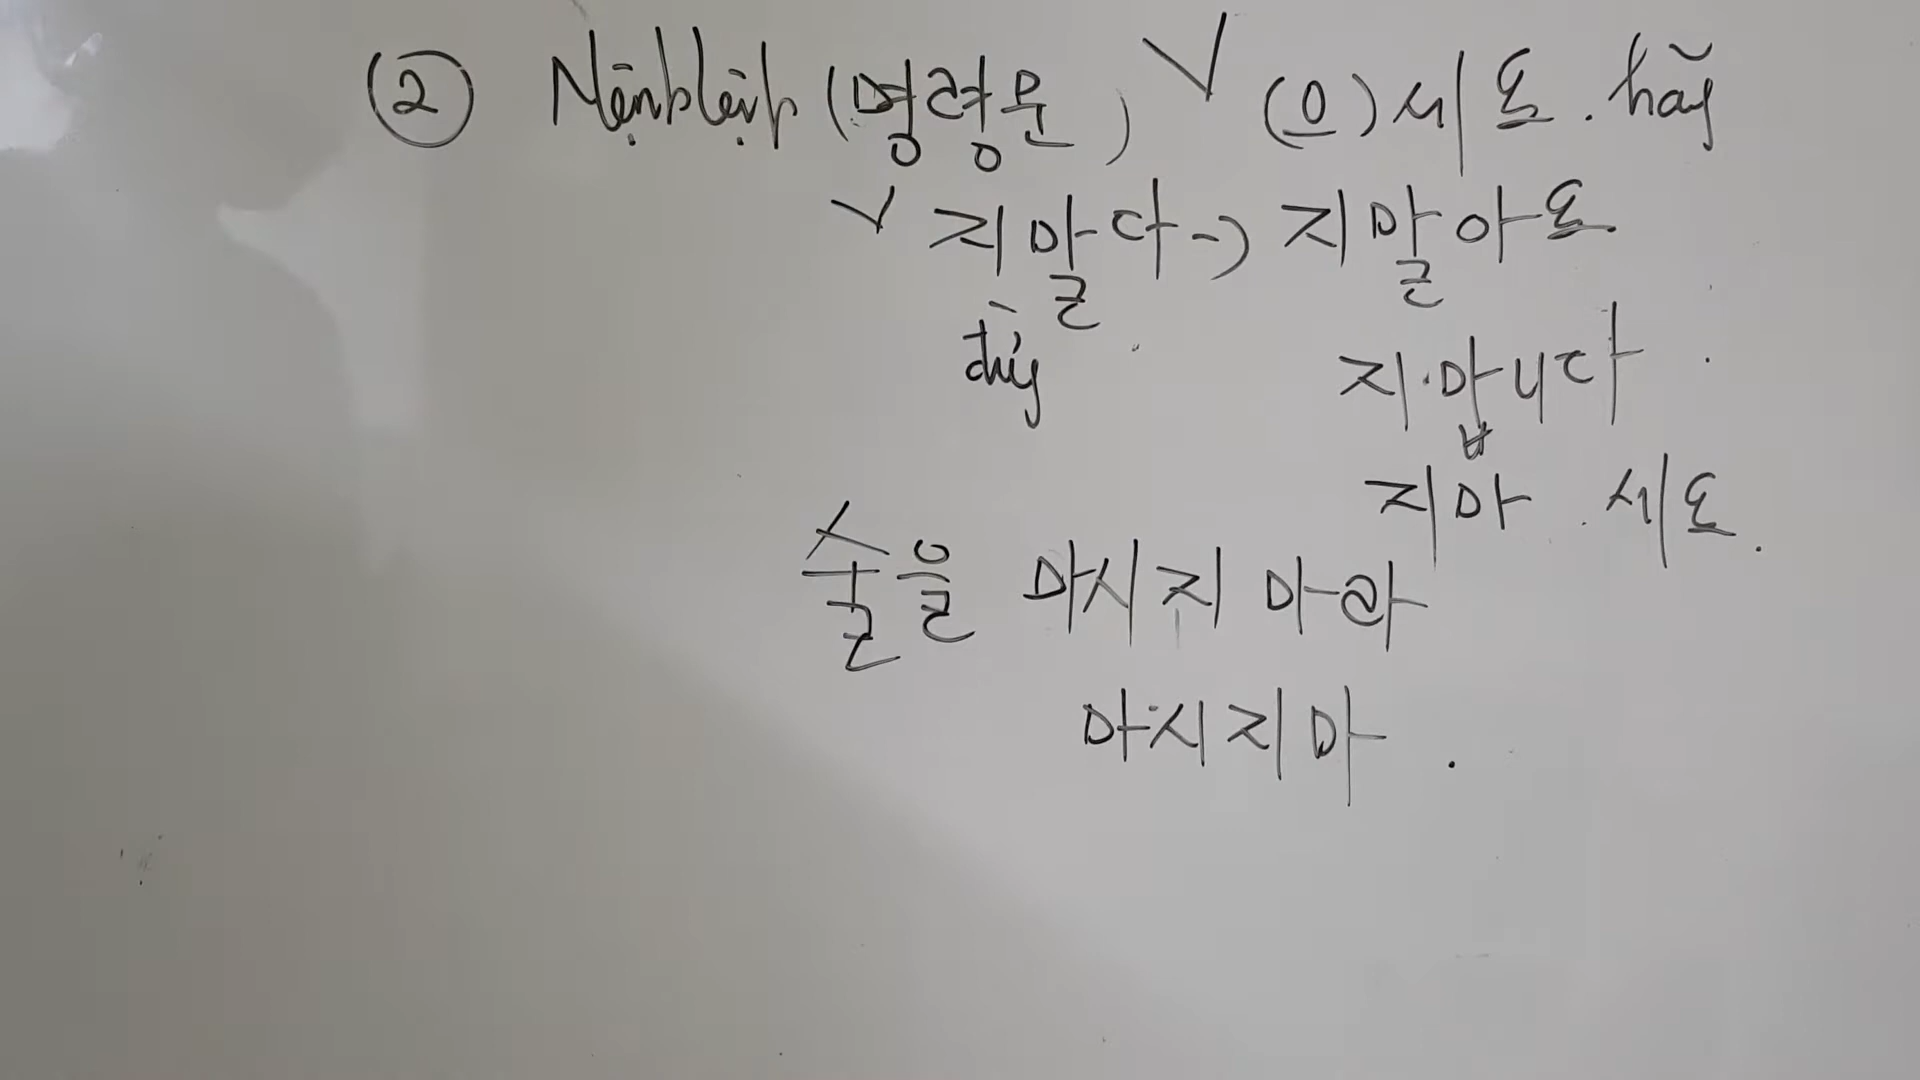 ② Mệnh lệnh (명령문) V (으)세요. hãy
V 지말다 → 지말아요
đừng 지맙니다
지마세요.
술을 마시지 마라
마시지마.